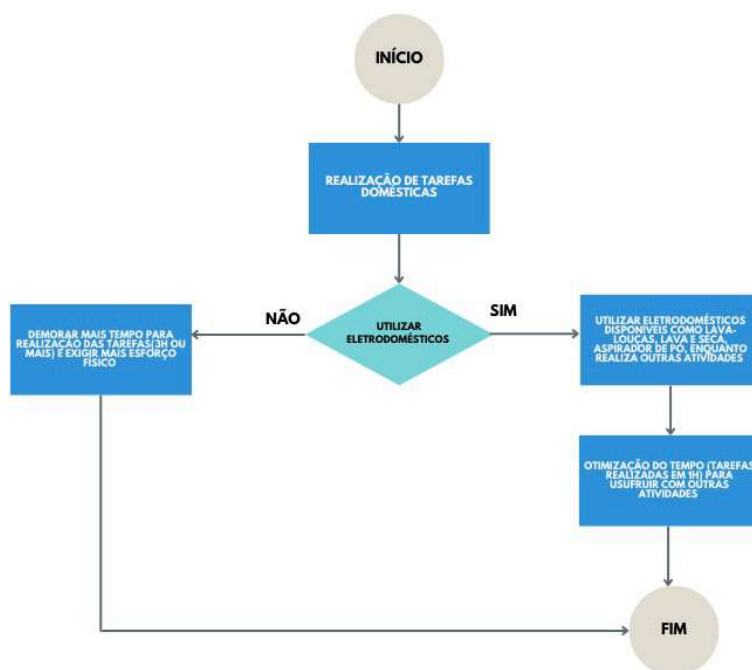 INÍCIO
REALIZAÇÃO DE TAREFAS
DOMÉSTICAS
NÃO
SIM
UTILIZAR
ELETRODOMÉSTICOS
DEMORAR MAIS TEMPO PARA
REALIZAÇÃO DAS TAREFAS(3H OU
MAIS) E EXIGIR MAIS ESFORÇO
FÍSICO
UTILIZAR ELETRODOMÉSTICOS
DISPONÍVEIS COMO LAVA-
LOUÇAS, LAVA E SECA,
ASPIRADOR DE PÓ, ENQUANTO
REALIZA OUTRAS ATIVIDADES
OTIMIZAÇÃO DO TEMPO (TAREFAS
REALIZADAS EM 1H) PARA
USUFRUIR COM OUTRAS
ATIVIDADES
FIM